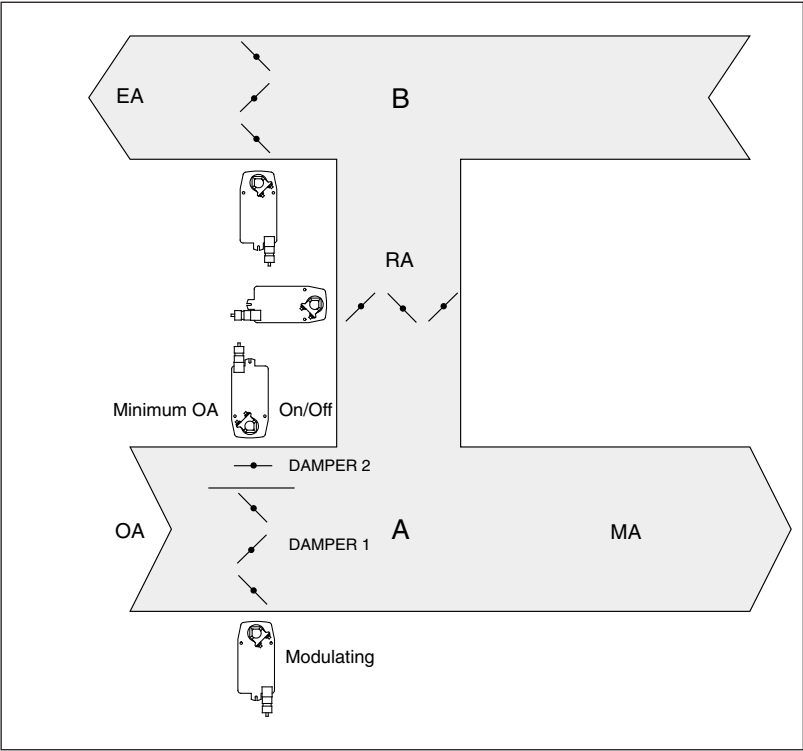 EA
B
RA
Minimum OA
On/Off
DAMPER 2
OA
DAMPER 1
A
MA
Modulating